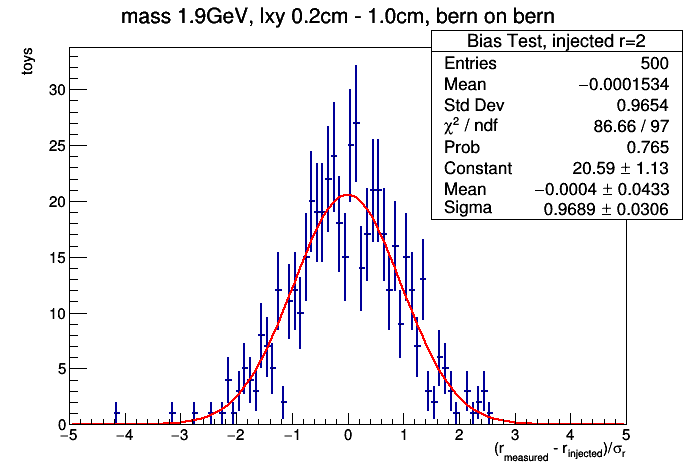 mass 1.9GeV, lxy 0.2cm - 1.0cm, bern on bern
Bias Test, injected r=2
Entries 500
Mean −0.0001534
Std Dev 0.9654
χ² / ndf 86.66 / 97
Prob 0.765
Constant 20.59 ± 1.13
Mean −0.0004 ± 0.0433
Sigma 0.9689 ± 0.0306
toys
30
25
20
15
10
5
0
−5 −4 −3 −2 −1 0 1 2 3 4 5
(r_measured - r_injected)/σ_r